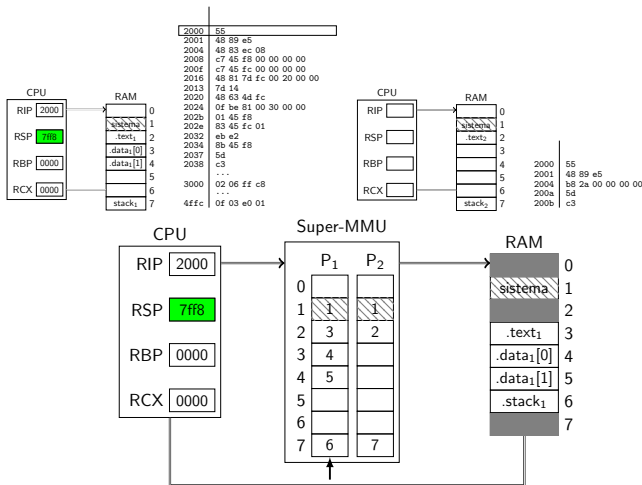 2000 55
2001 48 89 e5
2004 48 83 ec 08
2008 c7 45 f8 00 00 00 00
200f c7 45 fc 00 00 00 00
2016 48 81 7d fc 00 20 00 00
2013 7d 14
2020 48 63 4d fc
2024 0f be 81 00 30 00 00
202b 01 45 f8
202e 83 45 fc 01
2032 eb e2
2034 8b 45 f8
2037 5d
2038 c3
...
3000 02 06 ff c8
...
4ffc 0f 03 e0 01
CPU
RIP 2000
RSP 7ff8
RBP 0000
RCX 0000
RAM
0
sistema 1
.text₁ 2
.data₁[0] 3
.data₁[1] 4
5
6
stack₁ 7
CPU
RIP
RSP
RBP
RCX
RAM
0
sistema 1
.text₂ 2
3
4
5
6
stack₂ 7
2000 55
2001 48 89 e5
2004 b8 2a 00 00 00 00
200a 5d
200b c3
CPU
RIP 2000
RSP 7ff8
RBP 0000
RCX 0000
Super-MMU
P₁ P₂
0
1 1 1
2 3 2
3 4
4 5
5
6
7 6 7
RAM
0
sistema 1
2
.text₁ 3
.data₁[0] 4
.data₁[1] 5
.stack₁ 6
7